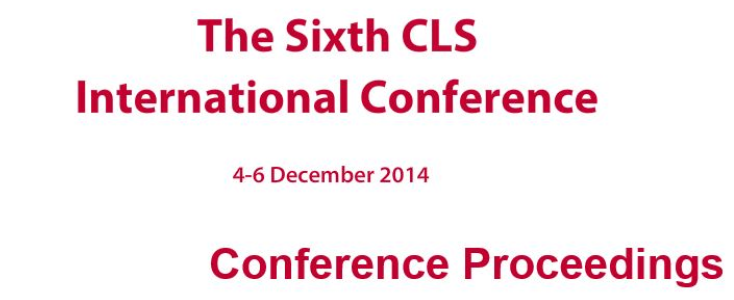 The Sixth CLS
International Conference
4-6 December 2014
Conference Proceedings